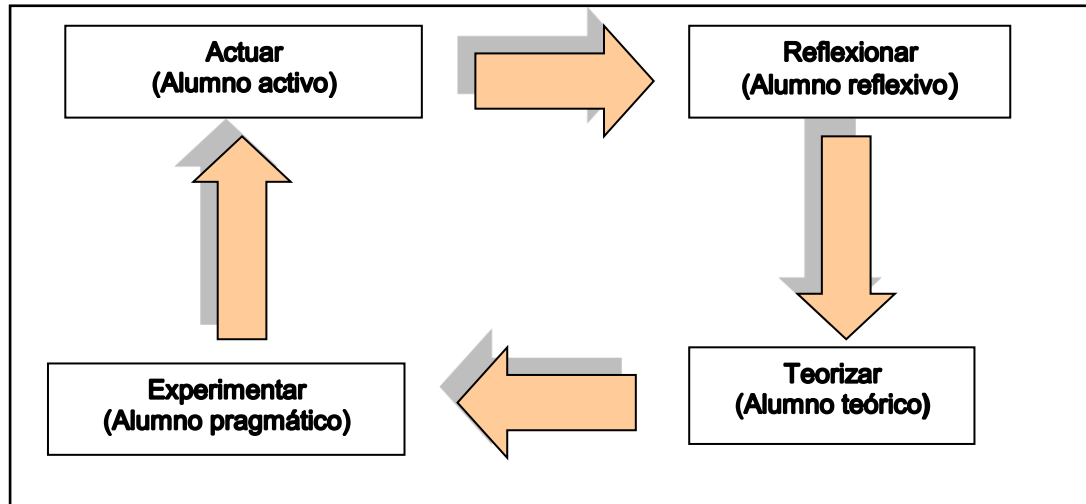 Actuar
(Alumno activo)
Reflexionar
(Alumno reflexivo)
Teorizar
(Alumno teórico)
Experimentar
(Alumno pragmático)